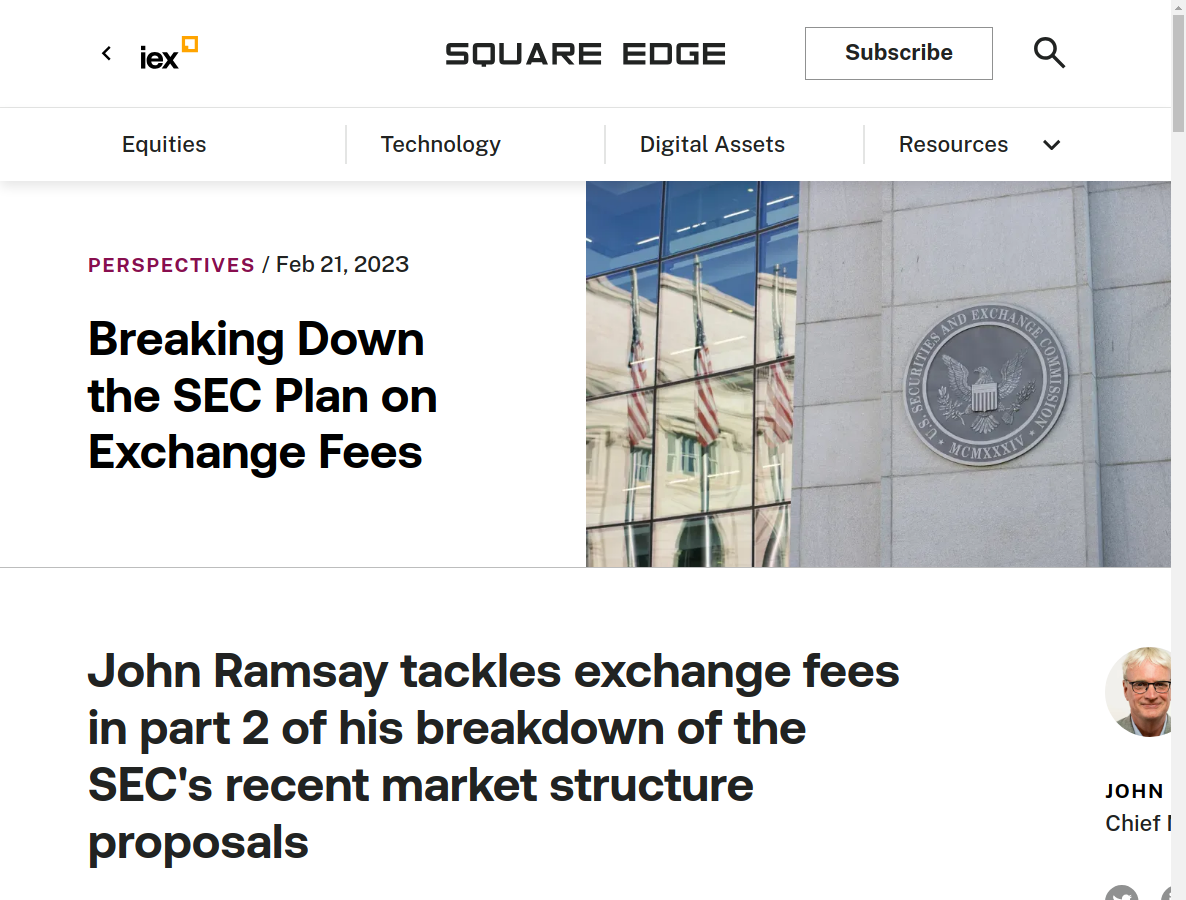 iex
SQUARE EDGE
Subscribe
Equities
Technology
Digital Assets
Resources
PERSPECTIVES / Feb 21, 2023
Breaking Down
the SEC Plan on
Exchange Fees
U.S. SECURITIES AND EXCHANGE COMMISSION
MCMXXXIV
John Ramsay tackles exchange fees
in part 2 of his breakdown of the
SEC's recent market structure
proposals
JOHN
Chief